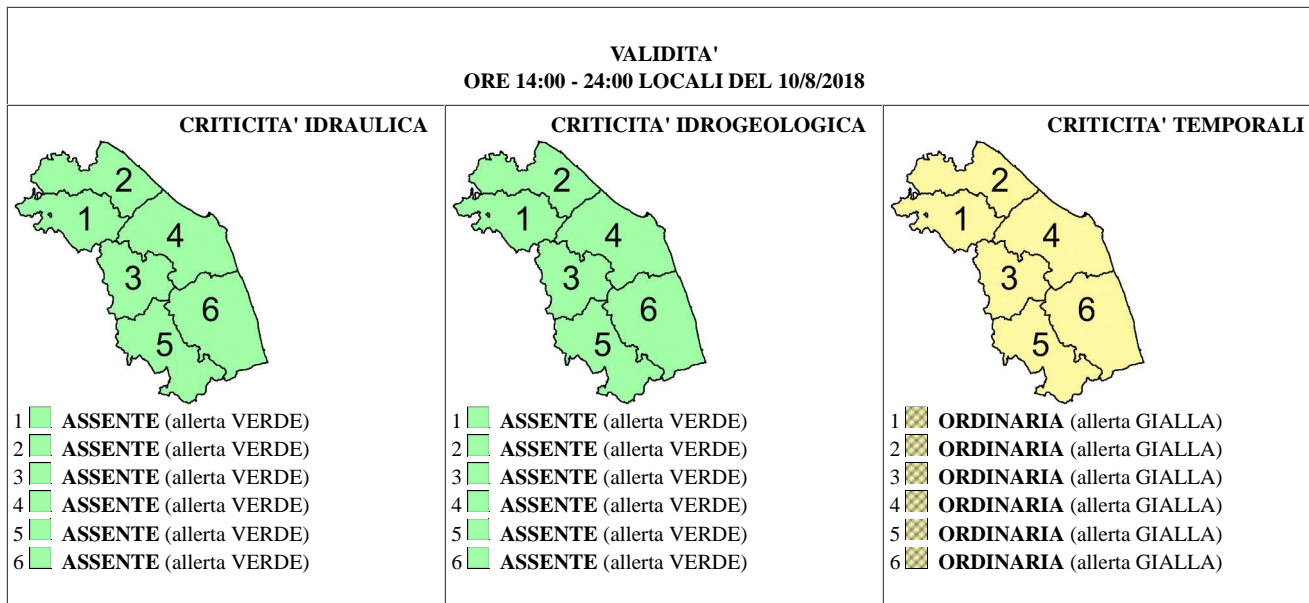 VALIDITA'
ORE 14:00 - 24:00 LOCALI DEL 10/8/2018
CRITICITA' IDRAULICA
2
1
4
3
6
5
1 ASSENTE (allerta VERDE)
2 ASSENTE (allerta VERDE)
3 ASSENTE (allerta VERDE)
4 ASSENTE (allerta VERDE)
5 ASSENTE (allerta VERDE)
6 ASSENTE (allerta VERDE)
CRITICITA' IDROGEOLOGICA
2
1
4
3
6
5
1 ASSENTE (allerta VERDE)
2 ASSENTE (allerta VERDE)
3 ASSENTE (allerta VERDE)
4 ASSENTE (allerta VERDE)
5 ASSENTE (allerta VERDE)
6 ASSENTE (allerta VERDE)
CRITICITA' TEMPORALI
2
1
4
3
6
5
1 ORDINARIA (allerta GIALLA)
2 ORDINARIA (allerta GIALLA)
3 ORDINARIA (allerta GIALLA)
4 ORDINARIA (allerta GIALLA)
5 ORDINARIA (allerta GIALLA)
6 ORDINARIA (allerta GIALLA)